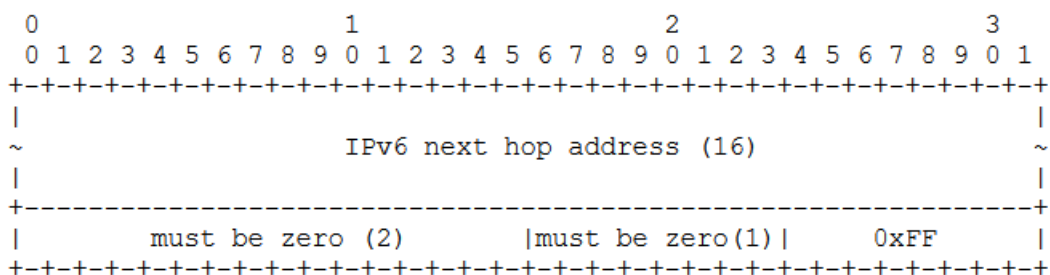 0                   1                   2                   3
0 1 2 3 4 5 6 7 8 9 0 1 2 3 4 5 6 7 8 9 0 1 2 3 4 5 6 7 8 9 0 1
+-+-+-+-+-+-+-+-+-+-+-+-+-+-+-+-+-+-+-+-+-+-+-+-+-+-+-+-+-+-+-+-+
|                                                               |
~                    IPv6 next hop address (16)                 ~
|                                                               |
+---------------------------------------------------------------+
|        must be zero (2)       |must be zero(1)|     0xFF      |
+-+-+-+-+-+-+-+-+-+-+-+-+-+-+-+-+-+-+-+-+-+-+-+-+-+-+-+-+-+-+-+-+